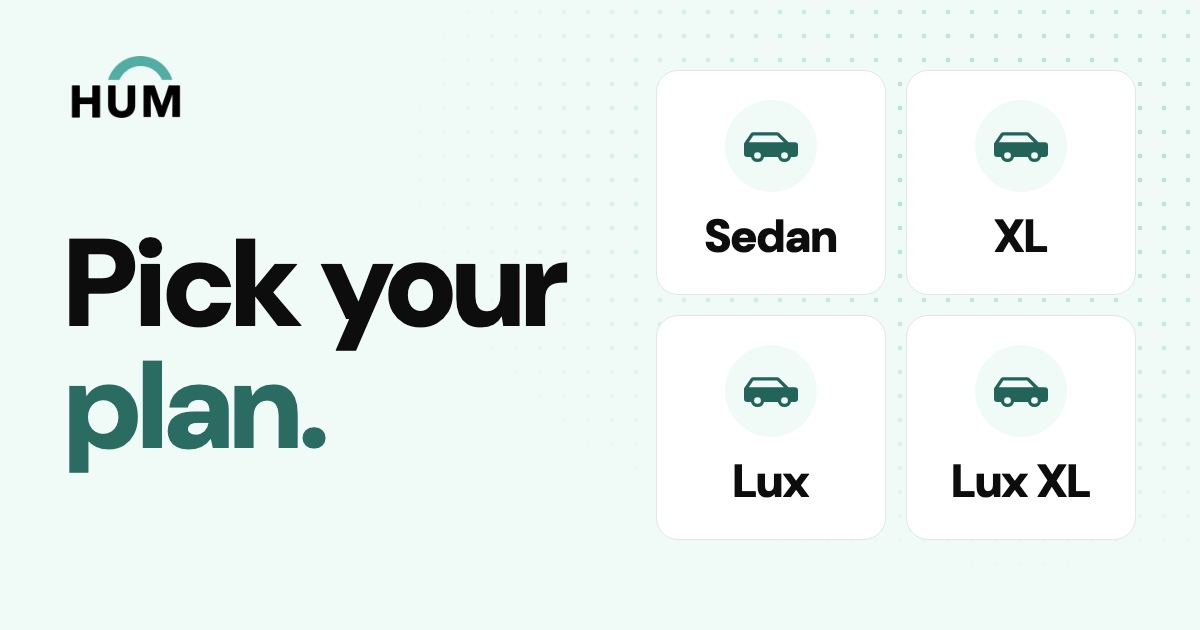 HUM
Pick your
plan.
Sedan
XL
Lux
Lux XL